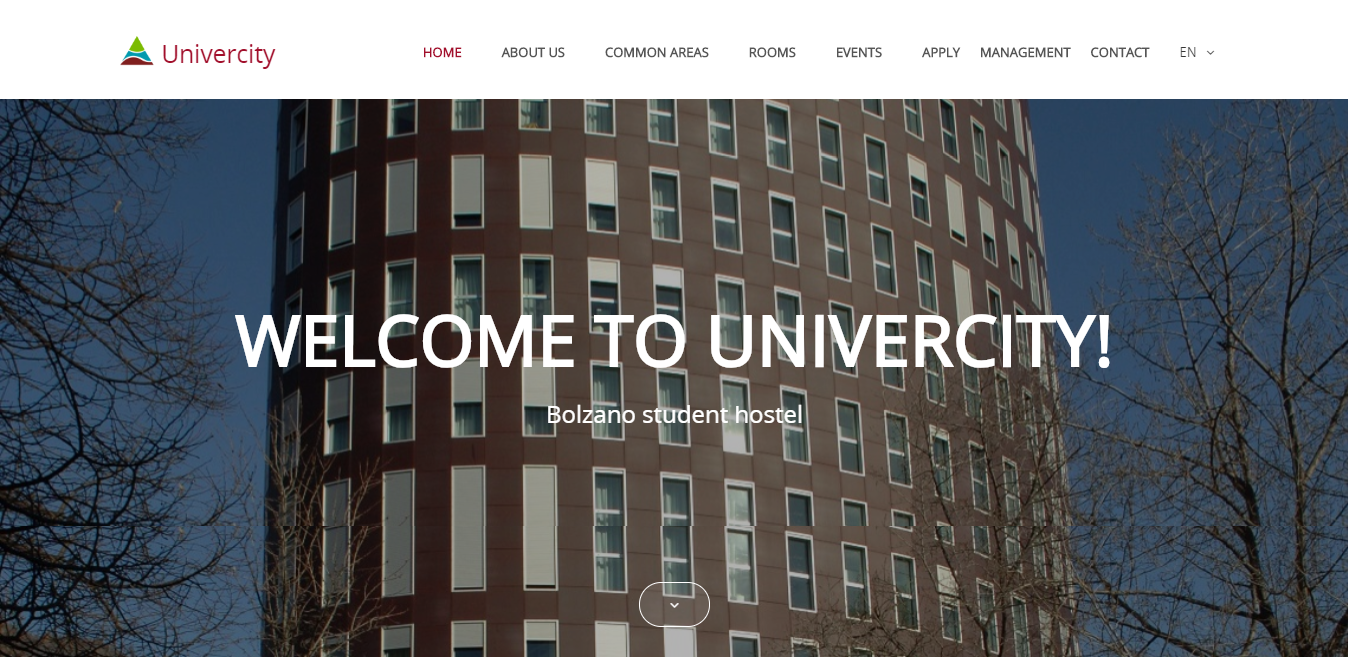 Univercity
HOME ABOUT US COMMON AREAS ROOMS EVENTS APPLY MANAGEMENT CONTACT EN
WELCOME TO UNIVERCITY!
Bolzano student hostel